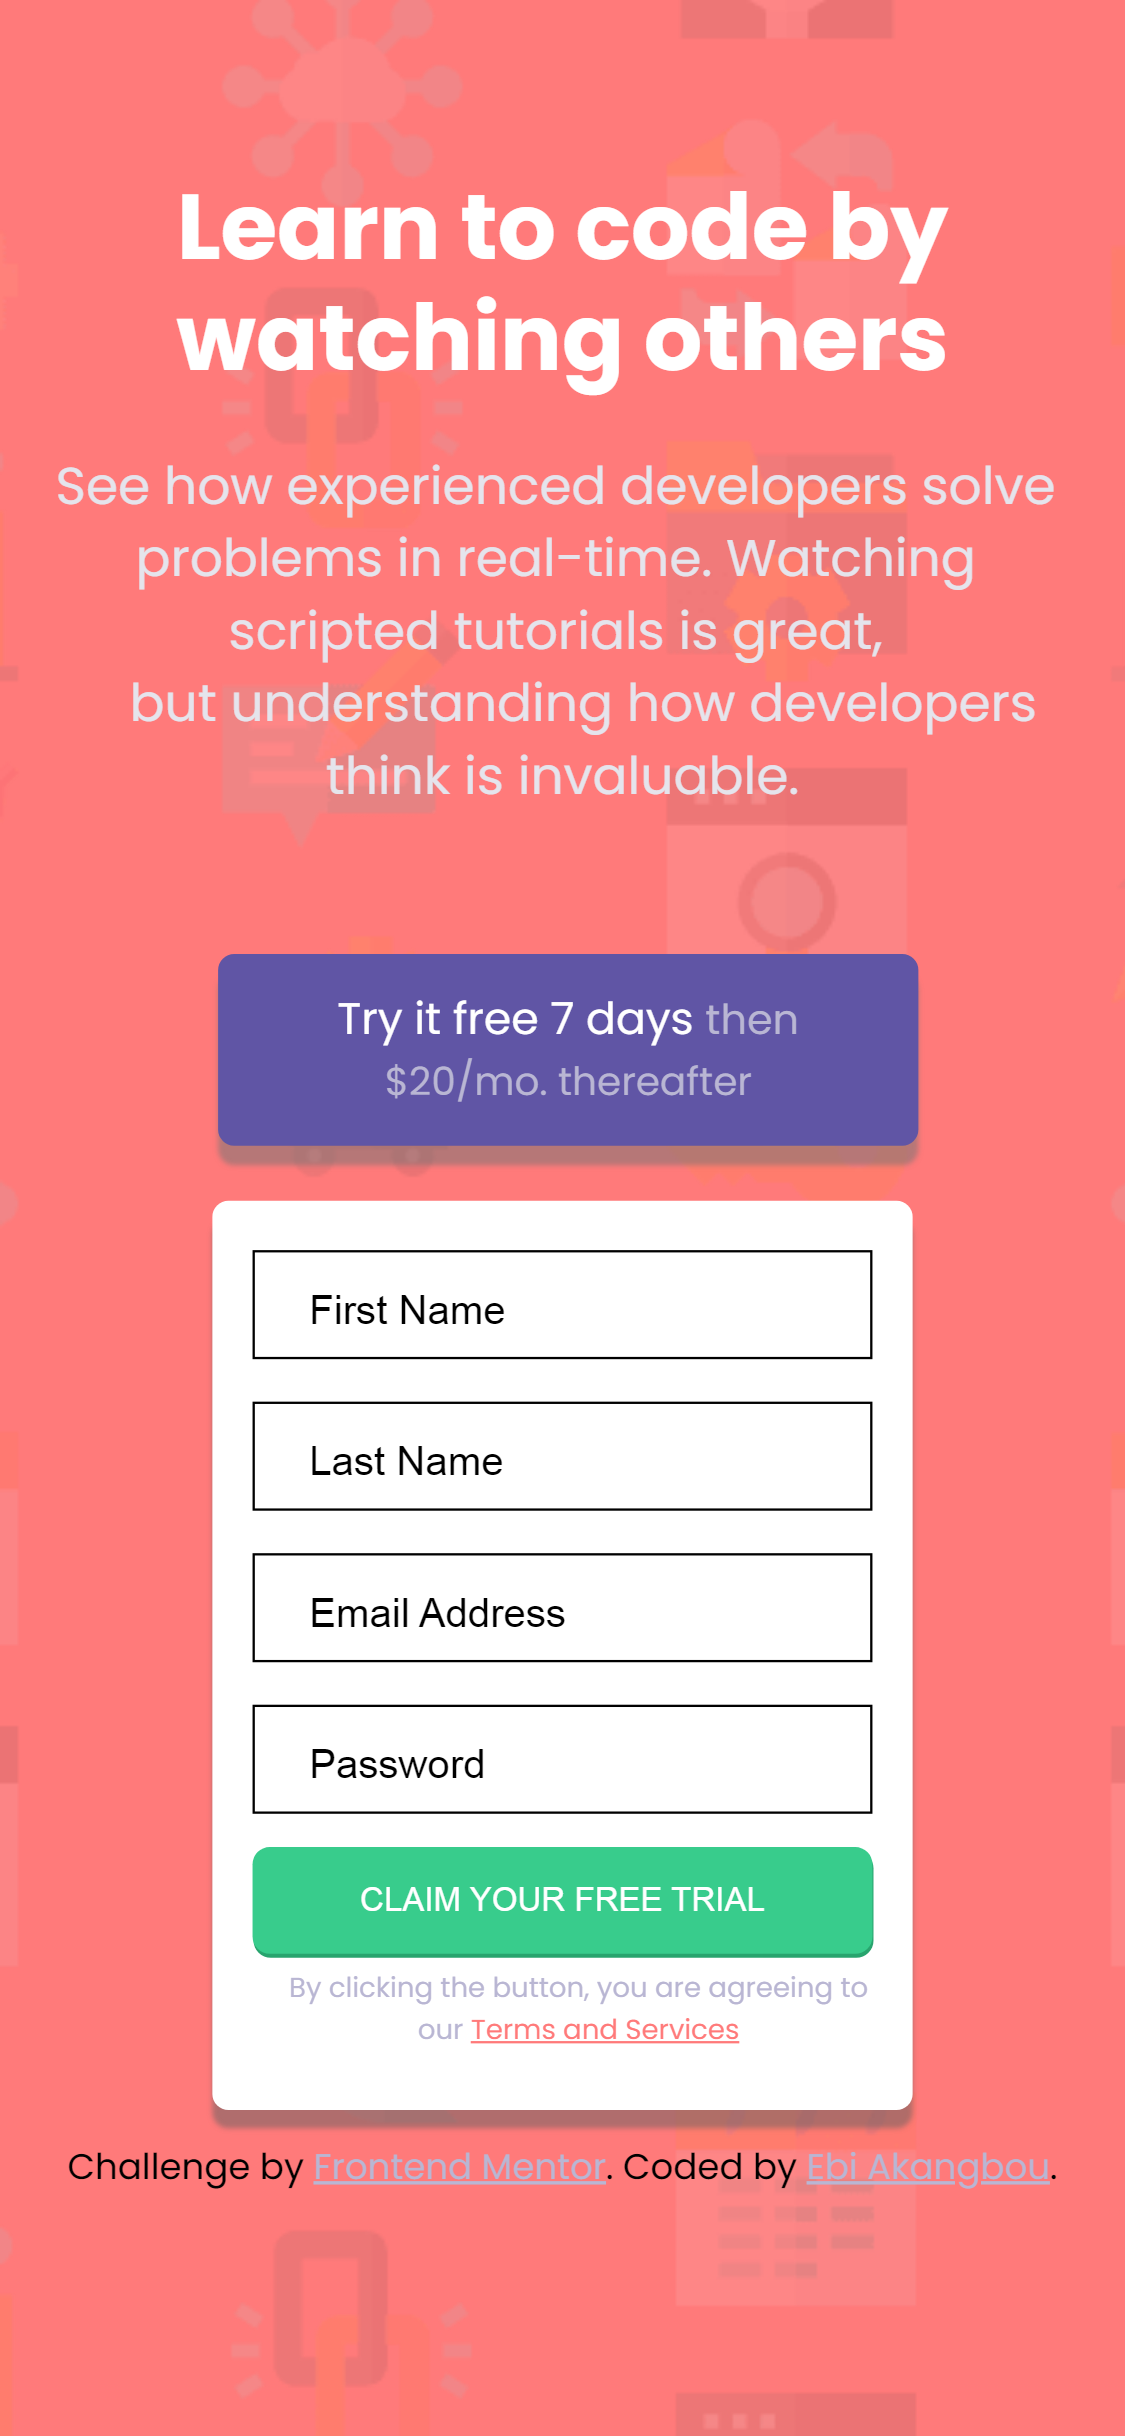 Learn to code by
watching others
See how experienced developers solve
problems in real-time. Watching
scripted tutorials is great,
but understanding how developers
think is invaluable.
Try it free 7 days then
$20/mo. thereafter
First Name
Last Name
Email Address
Password
CLAIM YOUR FREE TRIAL
By clicking the button, you are agreeing to
our Terms and Services
Challenge by Frontend Mentor. Coded by Ebi Akangbou.